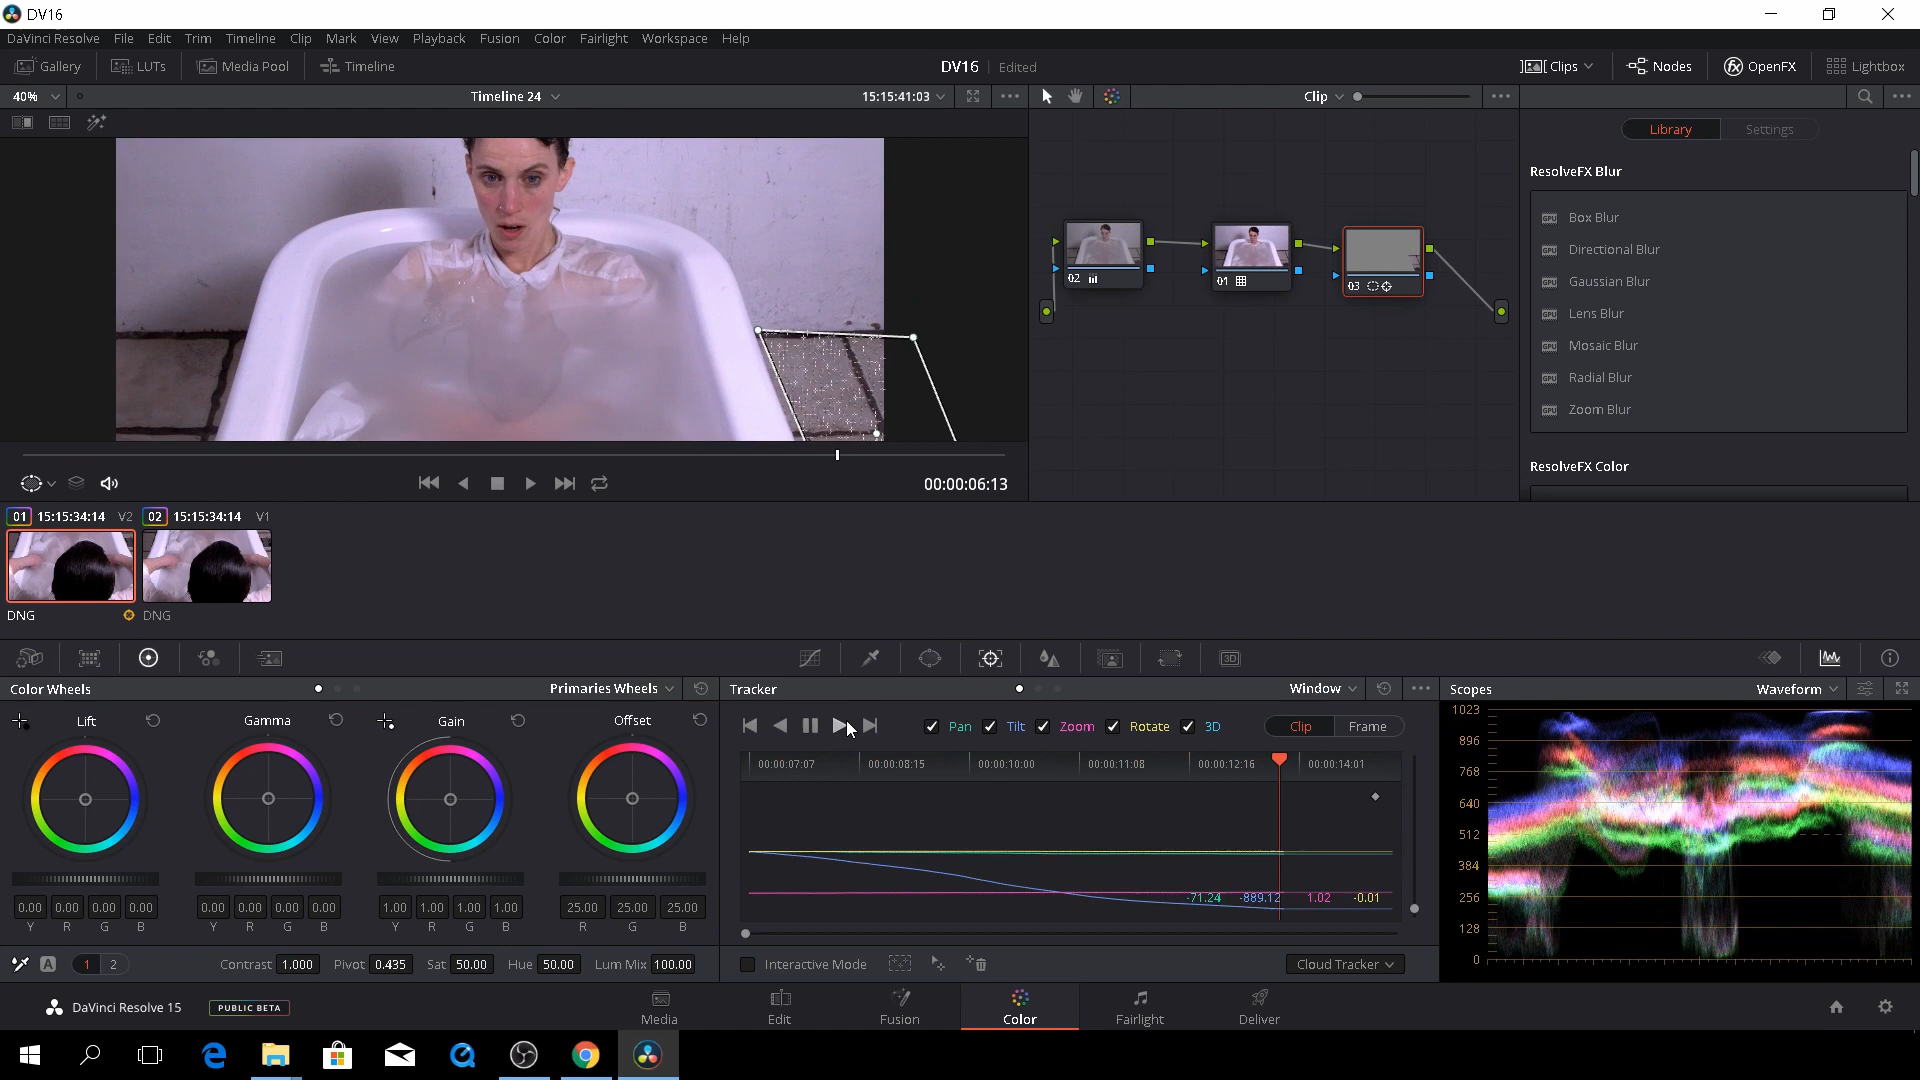 DV16
DaVinci Resolve File Edit Trim Timeline Clip Mark View Playback Fusion Color Fairlight Workspace Help
Gallery LUTs Media Pool Timeline DV16 Edited Clips Nodes OpenFX Lightbox
40% Timeline 24 15:15:41:03 Clip
Library Settings
ResolveFX Blur
Box Blur
Directional Blur
Gaussian Blur
Lens Blur
Mosaic Blur
Radial Blur
Zoom Blur
ResolveFX Color
02
01
03
00:00:06:13
01 15:15:34:14 V2 02 15:15:34:14 V1
DNG DNG
3D
Color Wheels Primaries Wheels Tracker Window Scopes Waveform
Lift Gamma Gain Offset
Pan Tilt Zoom Rotate 3D Clip Frame
00:00:07:07 00:00:08:15 00:00:10:00 00:00:11:08 00:00:12:16 00:00:14:01
-71.24 -889.12 1.02 -0.01
0.00 0.00 0.00 0.00 0.00 0.00 0.00 0.00 1.00 1.00 1.00 1.00 25.00 25.00 25.00
Y R G B Y R G B Y R G B R G B
1023
896
768
640
512
384
256
128
0
A 1 2 Contrast 1.000 Pivot 0.435 Sat 50.00 Hue 50.00 Lum Mix 100.00
Interactive Mode Cloud Tracker
DaVinci Resolve 15 PUBLIC BETA
Media Edit Fusion Color Fairlight Deliver